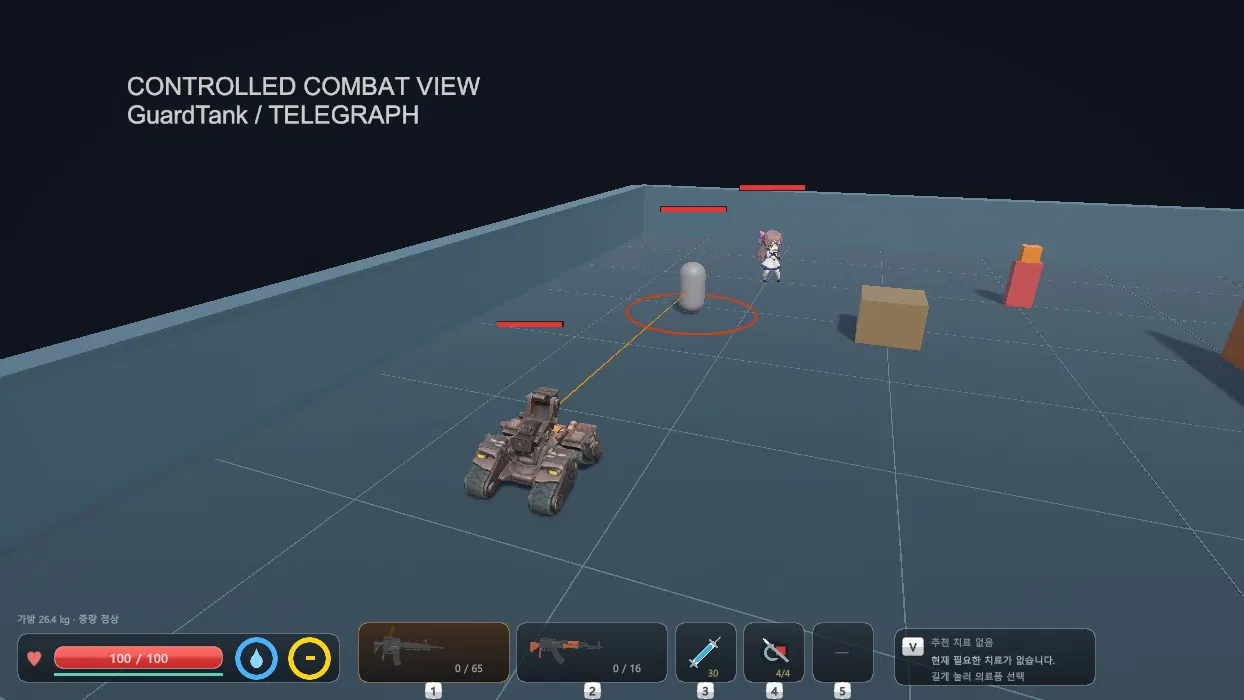 CONTROLLED COMBAT VIEW
GuardTank / TELEGRAPH
가방 26.4 kg · 중량 정상
100 / 100
0 / 65
0 / 16
30
4/4
1
2
3
4
5
V
추천 치료 없음
현재 필요한 치료가 없습니다.
길게 눌러 의료품 선택